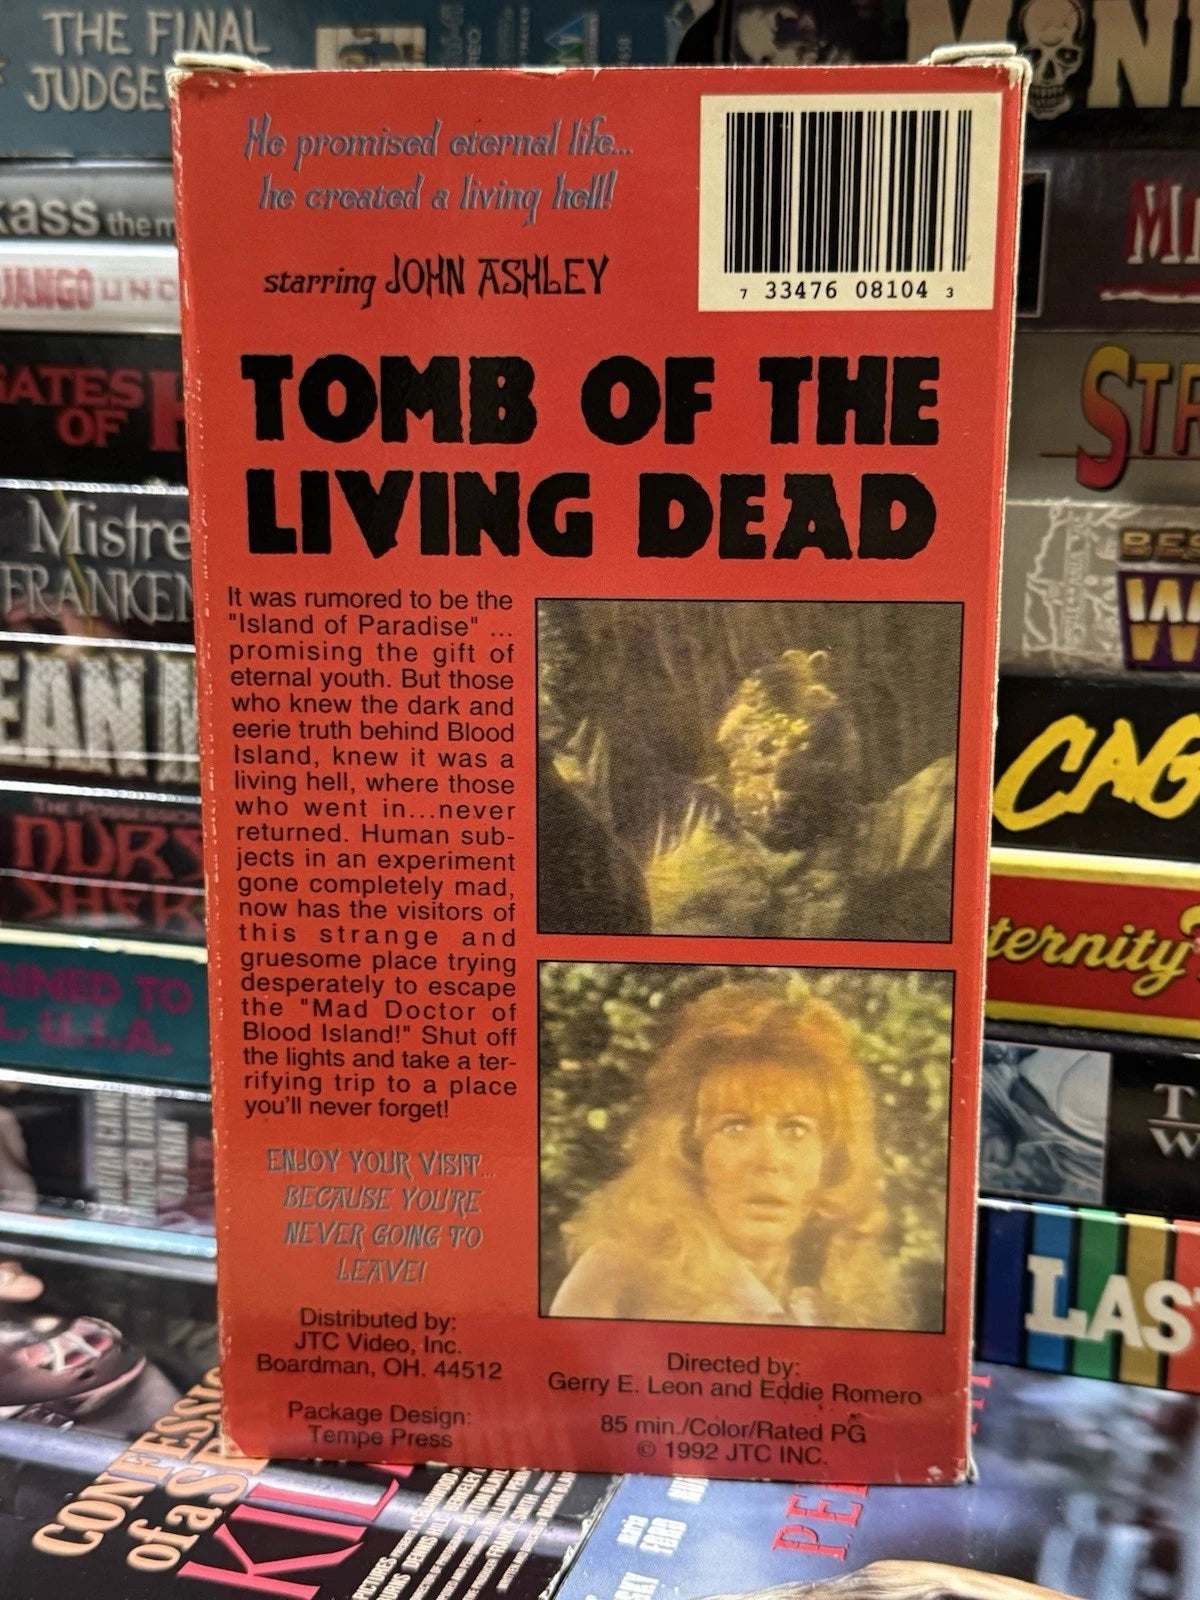 THE FINAL
He promised eternal life...
he created a living hell!
starring JOHN ASHLEY
7 33476 08104 3
TOMB OF THE
LIVING DEAD
It was rumored to be the
"Island of Paradise" ...
promising the gift of
eternal youth. But those
who knew the dark and
eerie truth behind Blood
Island, knew it was a
living hell, where those
who went in...never
returned. Human sub-
jects in an experiment
gone completely mad,
now has the visitors of
this strange and
gruesome place trying
desperately to escape
the "Mad Doctor of
Blood Island!" Shut off
the lights and take a ter-
rifying trip to a place
you'll never forget!
ENJOY YOUR VISIT...
BECAUSE YOU'RE
NEVER GOING TO
LEAVE!
Distributed by:
JTC Video, Inc.
Boardman, OH. 44512
Package Design:
Tempe Press
Directed by:
Gerry E. Leon and Eddie Romero
85 min./Color/Rated PG
© 1992 JTC INC.
GATES
OF
of a